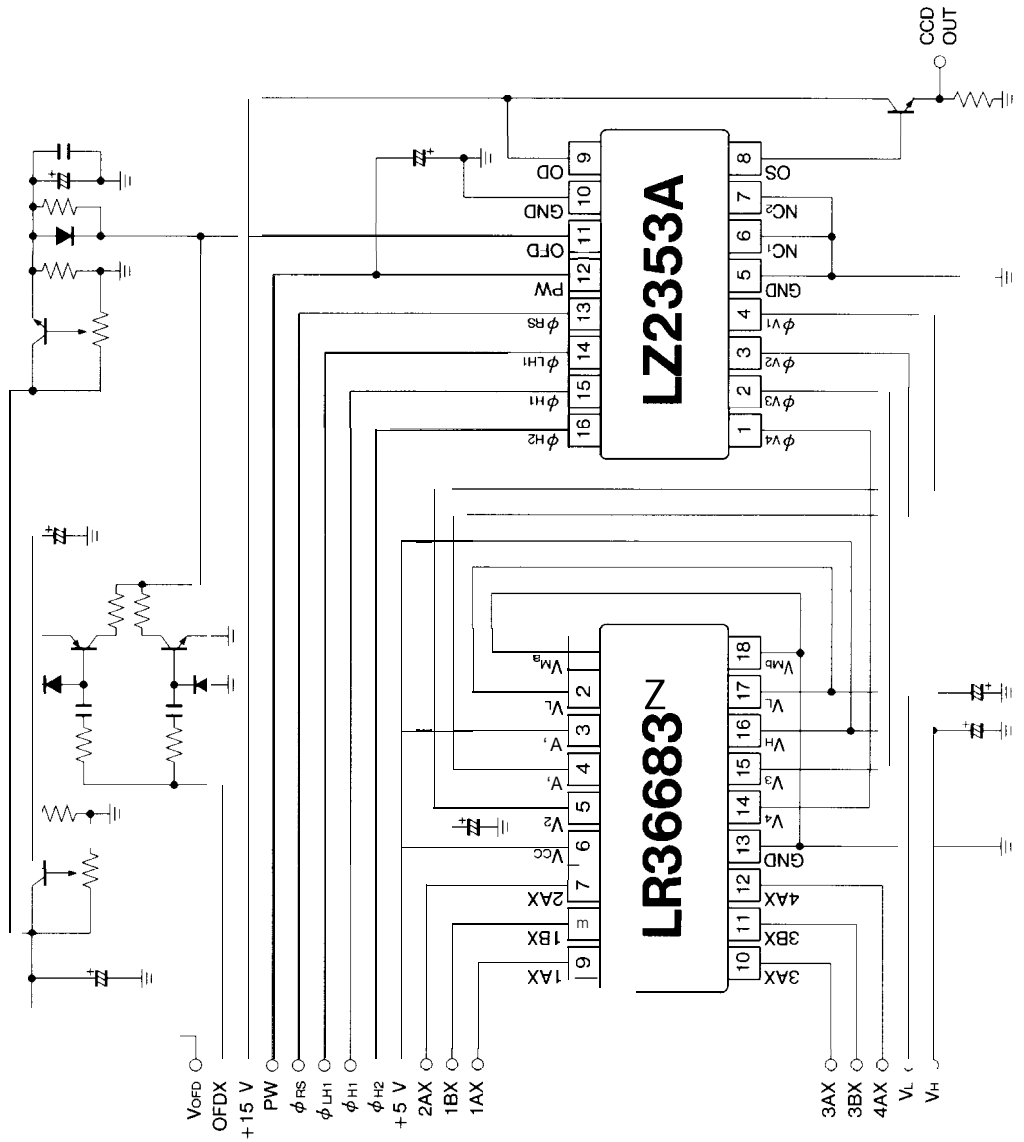 CCD
OUT
OD
GND
OFD
PW
φRS
φLH1
φH1
φH2
9
10
11
12
13
14
15
16
LZ2353A
8
7
6
5
4
3
2
1
OS
NC2
NC1
GND
φV1
φV2
φV3
φV4
VMa
VL
V2
VCC
2AX
1BX
1AX
2
3
4
5
6
7
m
9
LR36683
Z
18
17
16
15
14
13
12
11
10
VMb
VL
VH
V3
V4
GND
4AX
3BX
3AX
VOFD
OFDX
+15 V
PW
φRS
φLH1
φH1
φH2
+5 V
2AX
1BX
1AX
3AX
3BX
4AX
VL
VH
+
+
+
+
+
+
+